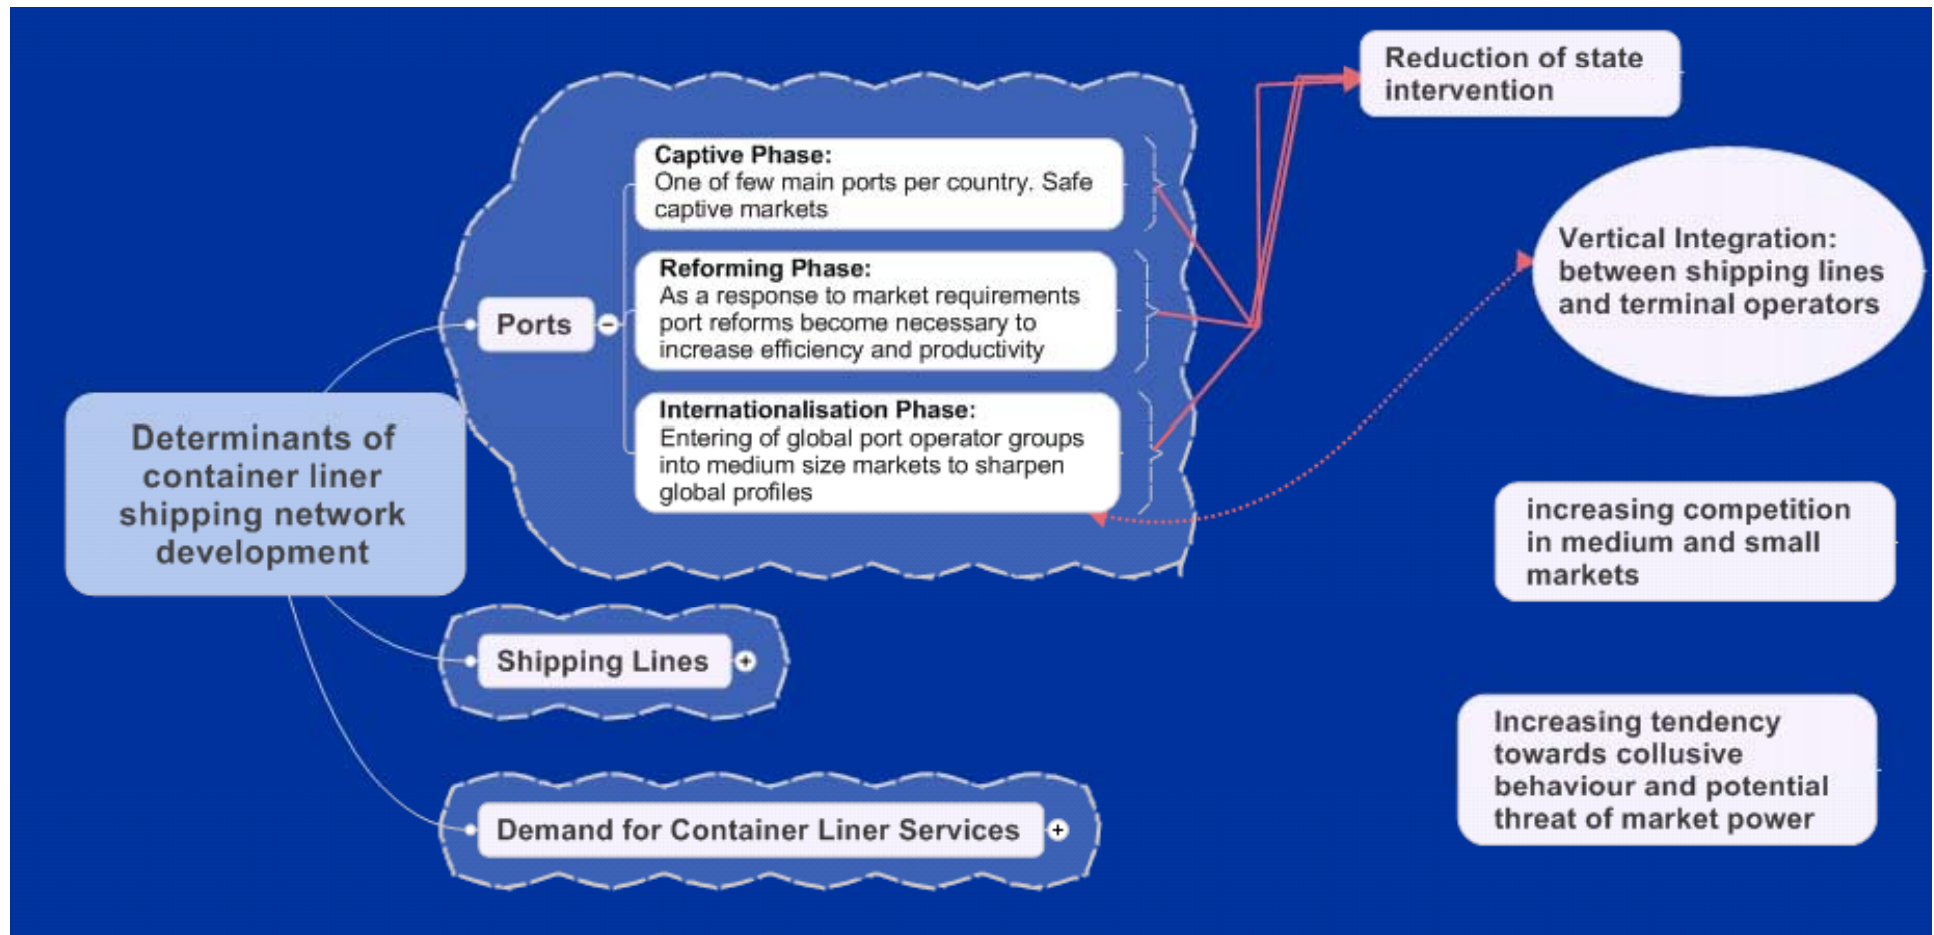 Determinants of
container liner
shipping network
development
Ports
Captive Phase:
One of few main ports per country. Safe
captive markets
Reforming Phase:
As a response to market requirements
port reforms become necessary to
increase efficiency and productivity
Internationalisation Phase:
Entering of global port operator groups
into medium size markets to sharpen
global profiles
Shipping Lines
Demand for Container Liner Services
Reduction of state
intervention
Vertical Integration:
between shipping lines
and terminal operators
increasing competition
in medium and small
markets
Increasing tendency
towards collusive
behaviour and potential
threat of market power